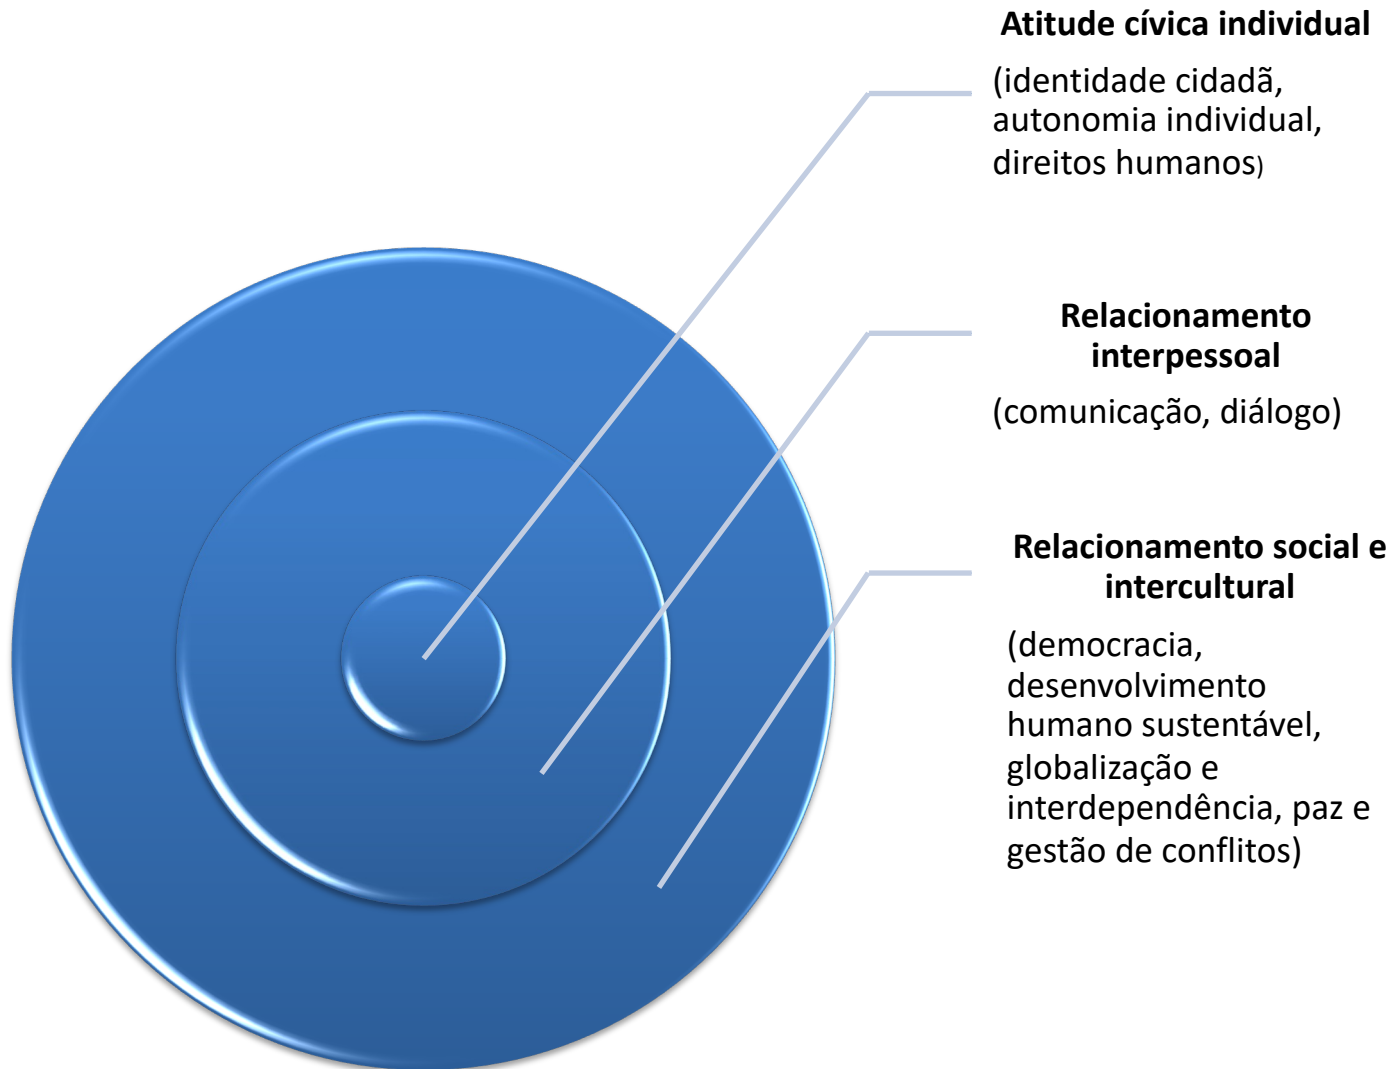 Atitude cívica individual
(identidade cidadã,
autonomia individual,
direitos humanos)
Relacionamento
interpessoal
(comunicação, diálogo)
Relacionamento social e
intercultural
(democracia,
desenvolvimento
humano sustentável,
globalização e
interdependência, paz e
gestão de conflitos)